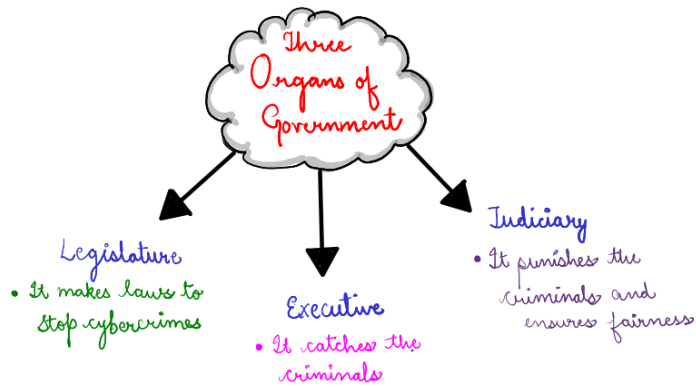 Three
Organs of
Government
Legislature
• It makes laws to
stop cybercrimes
Executive
• It catches the
criminals
Judiciary
• It punishes the
criminals and
ensures fairness